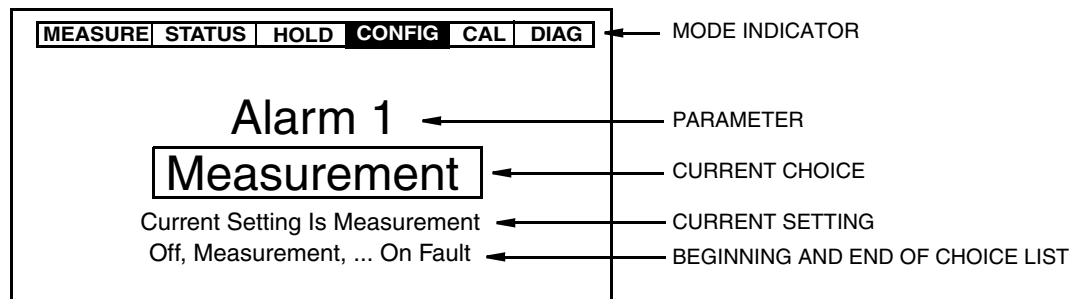 MEASURE STATUS HOLD CONFIG CAL DIAG MODE INDICATOR
Alarm 1 PARAMETER
Measurement CURRENT CHOICE
Current Setting Is Measurement CURRENT SETTING
Off, Measurement, ... On Fault BEGINNING AND END OF CHOICE LIST